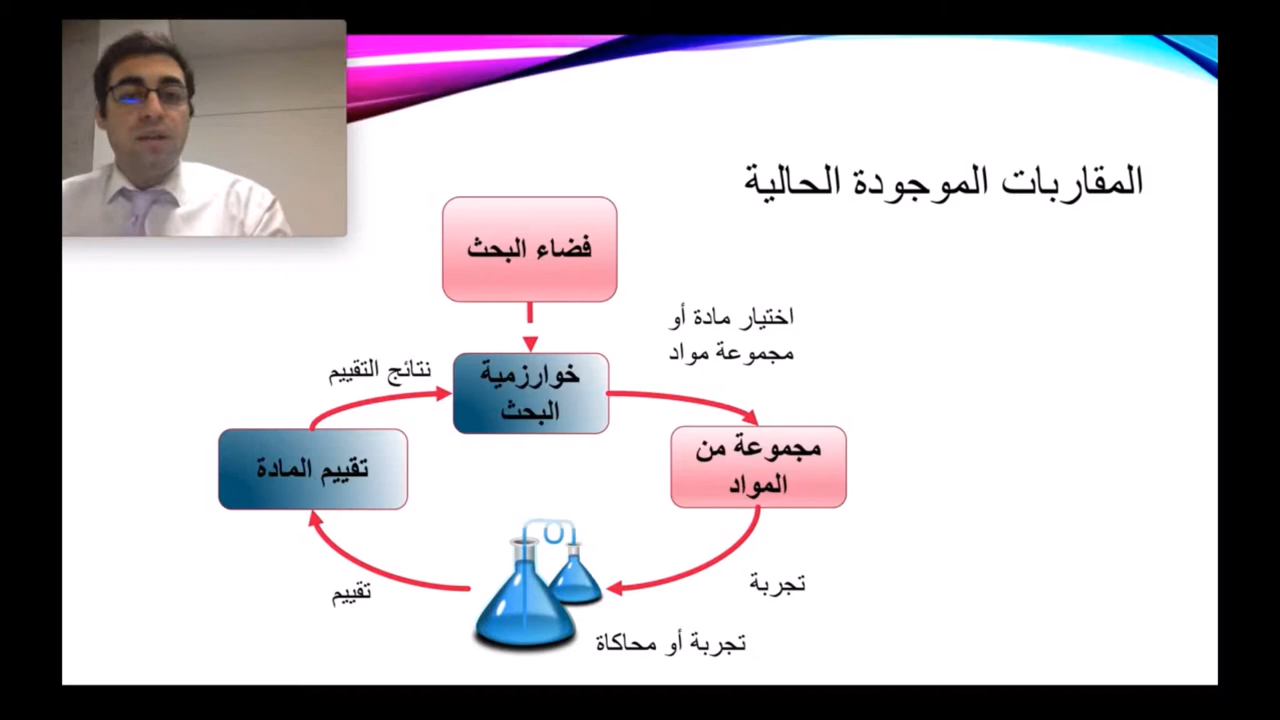 المقاربات الموجودة الحالية
فضاء البحث
اختيار مادة أو
مجموعة مواد
خوارزمية
البحث
نتائج التقييم
مجموعة من
المواد
تقييم المادة
تجربة
تقييم
تجربة أو محاكاة